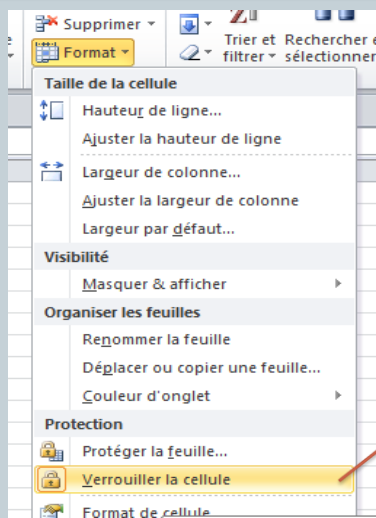 Supprimer
Format
Trier et Rechercher e
filtrer sélectionner
Taille de la cellule
Hauteur de ligne...
Ajuster la hauteur de ligne
Largeur de colonne...
Ajuster la largeur de colonne
Largeur par défaut...
Visibilité
Masquer & afficher
Organiser les feuilles
Renommer la feuille
Déplacer ou copier une feuille...
Couleur d'onglet
Protection
Protéger la feuille...
Verrouiller la cellule
Format de cellule